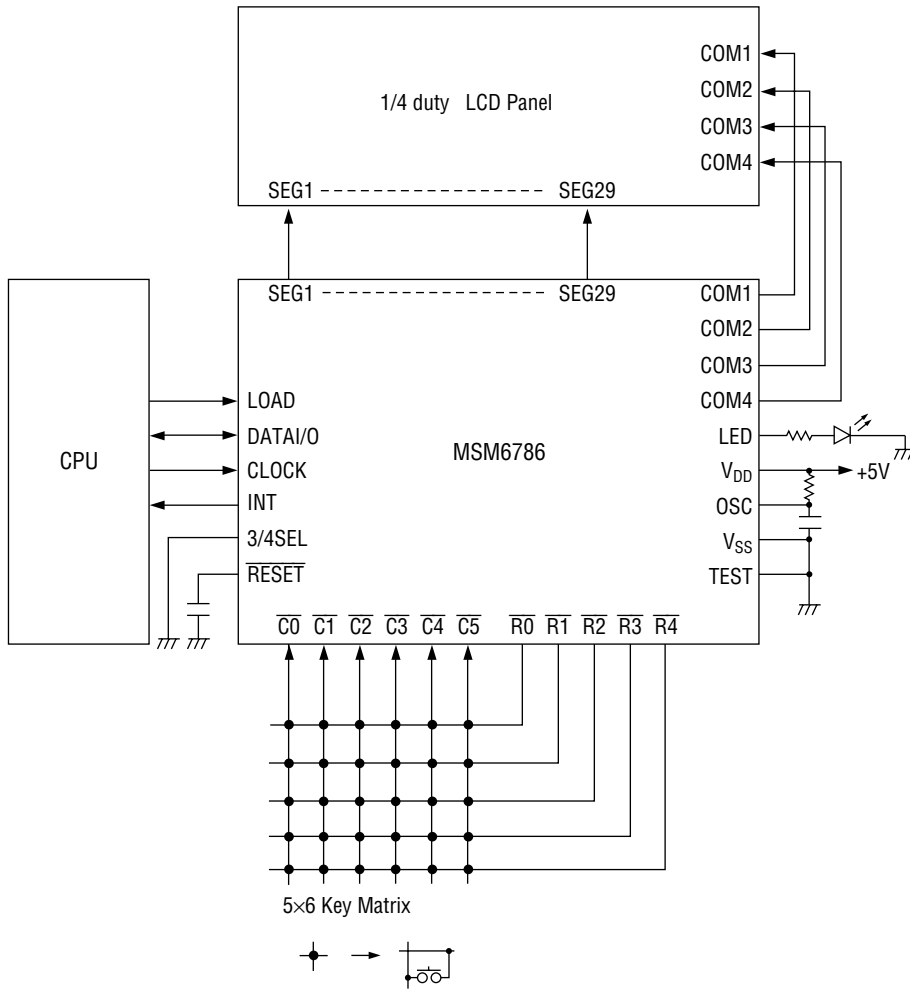 COM1
COM2
1/4 duty LCD Panel
COM3
COM4
SEG1 SEG29
SEG1 SEG29
COM1
COM2
COM3
COM4
LOAD
DATAI/O
CLOCK
INT
3/4SEL
RESET
CPU
MSM6786
LED
VDD +5V
OSC
VSS
TEST
C0 C1 C2 C3 C4 C5 R0 R1 R2 R3 R4
5×6 Key Matrix